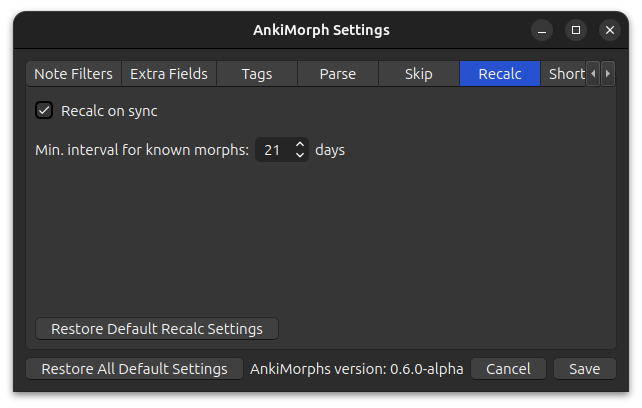 AnkiMorph Settings
Note Filters Extra Fields Tags Parse Skip Recalc Short
Recalc on sync
Min. interval for known morphs: 21 days
Restore Default Recalc Settings
Restore All Default Settings AnkiMorphs version: 0.6.0-alpha Cancel Save